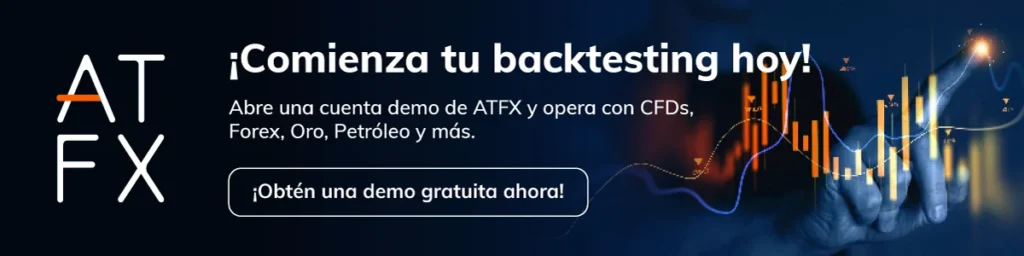 AT
FX
¡Comienza tu backtesting hoy!
Abre una cuenta demo de ATFX y opera con CFDs,
Forex, Oro, Petróleo y más.
¡Obtén una demo gratuita ahora!